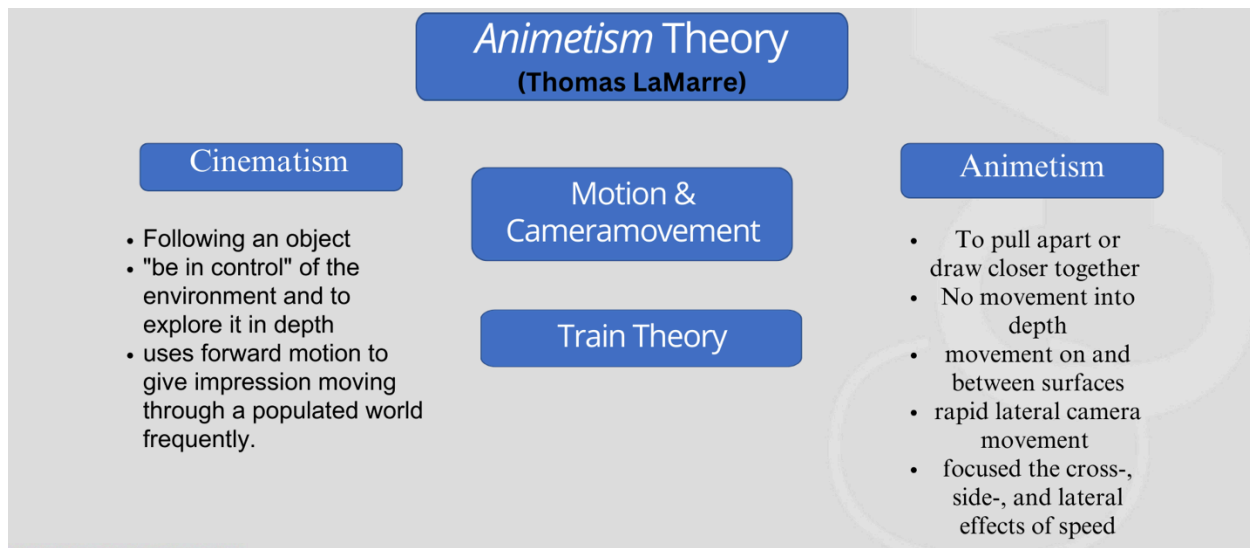 Animetism Theory
(Thomas LaMarre)
Cinematism
• Following an object
• "be in control" of the
environment and to
explore it in depth
• uses forward motion to
give impression moving
through a populated world
frequently.
Motion &
Cameramovement
Train Theory
Animetism
• To pull apart or
draw closer together
• No movement into
depth
• movement on and
between surfaces
• rapid lateral camera
movement
• focused the cross-,
side-, and lateral
effects of speed